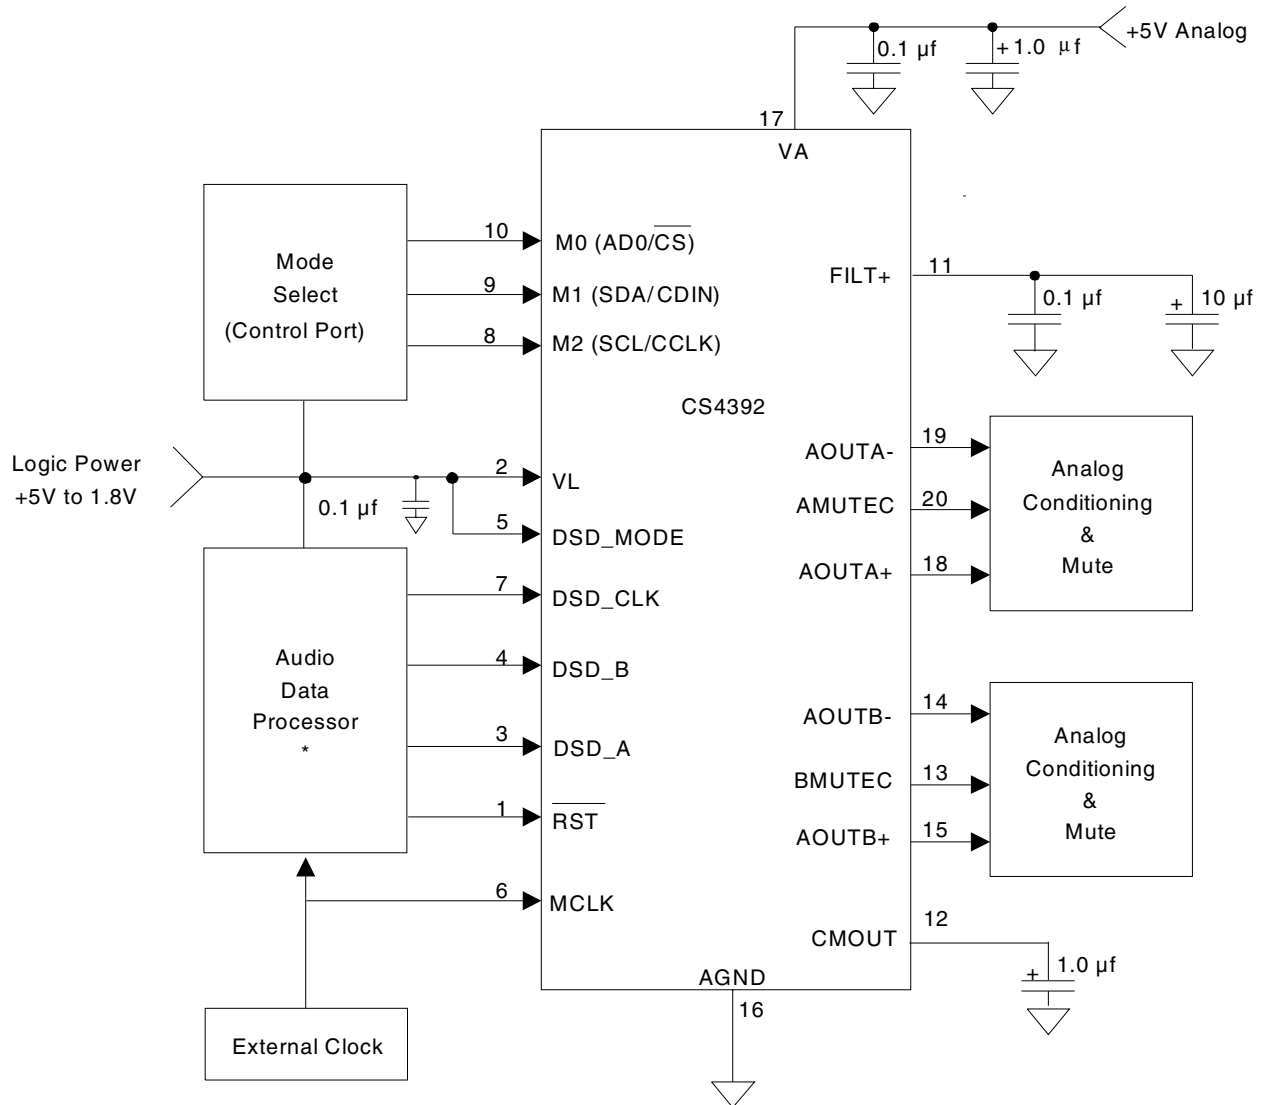 +5V Analog
0.1 µf
+ 1.0 µf
17
VA
Mode
Select
(Control Port)
10
M0 (AD0/CS)
9
M1 (SDA/CDIN)
8
M2 (SCL/CCLK)
FILT+
11
0.1 µf
+ 10 µf
CS4392
Logic Power
+5V to 1.8V
0.1 µf
2
VL
5
DSD_MODE
7
DSD_CLK
4
DSD_B
3
DSD_A
1
RST
6
MCLK
Audio
Data
Processor
*
External Clock
AOUTA-
19
AMUTEC
20
AOUTA+
18
Analog
Conditioning
&
Mute
AOUTB-
14
BMUTEC
13
AOUTB+
15
Analog
Conditioning
&
Mute
CMOUT
12
+ 1.0 µf
AGND
16